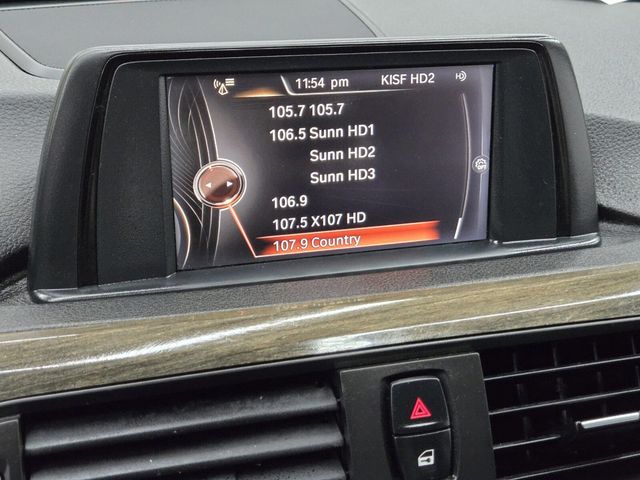 11:54 pm KISF HD2
105.7 105.7
106.5 Sunn HD1
Sunn HD2
Sunn HD3
106.9
107.5 X107 HD
107.9 Country